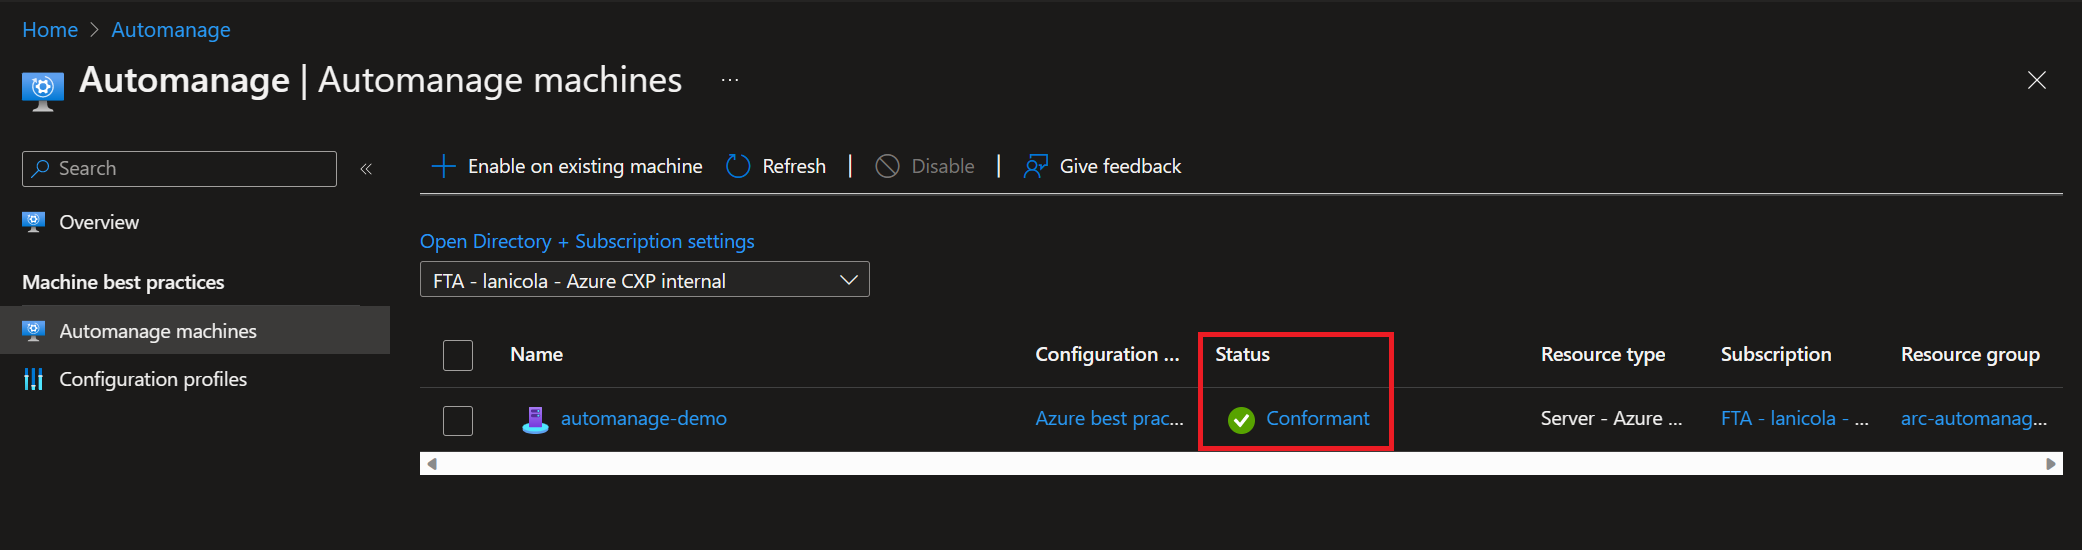 Home > Automanage
Automanage | Automanage machines ...
Search «
Overview
Machine best practices
Automanage machines
Configuration profiles
+ Enable on existing machine Refresh | Disable | Give feedback
Open Directory + Subscription settings
FTA - lanicola - Azure CXP internal
Name Configuration ... Status Resource type Subscription Resource group
automanage-demo Azure best prac... Conformant Server - Azure ... FTA - lanicola - ... arc-automanag...